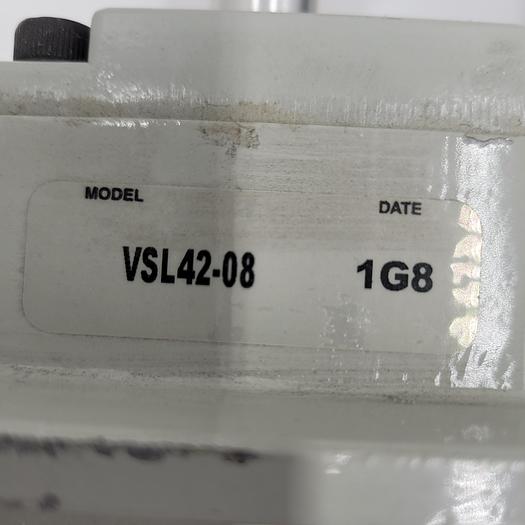 MODEL DATE
VSL42-08 1G8